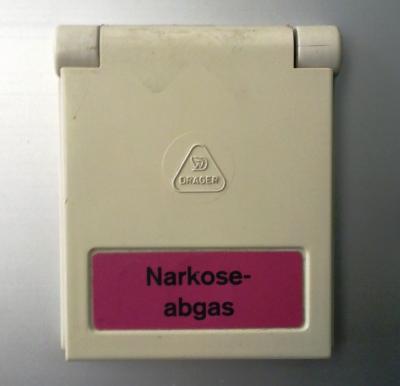 DRÄGER
Narkose-
abgas